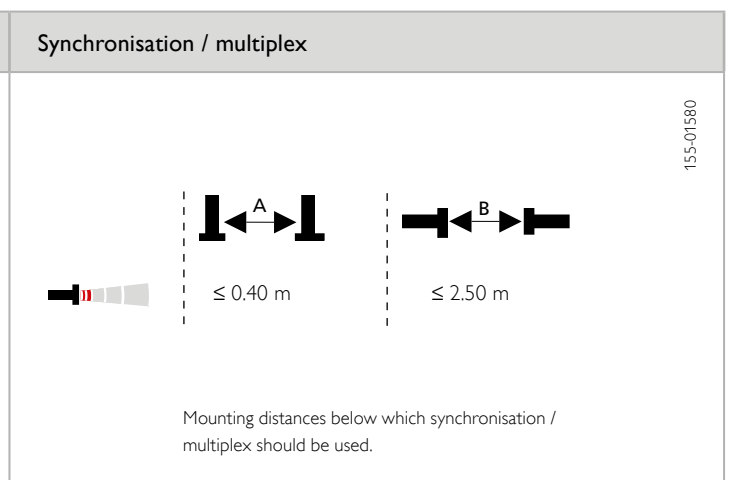 Synchronisation / multiplex
155-01580
A
B
≤ 0.40 m
≤ 2.50 m
Mounting distances below which synchronisation /
multiplex should be used.